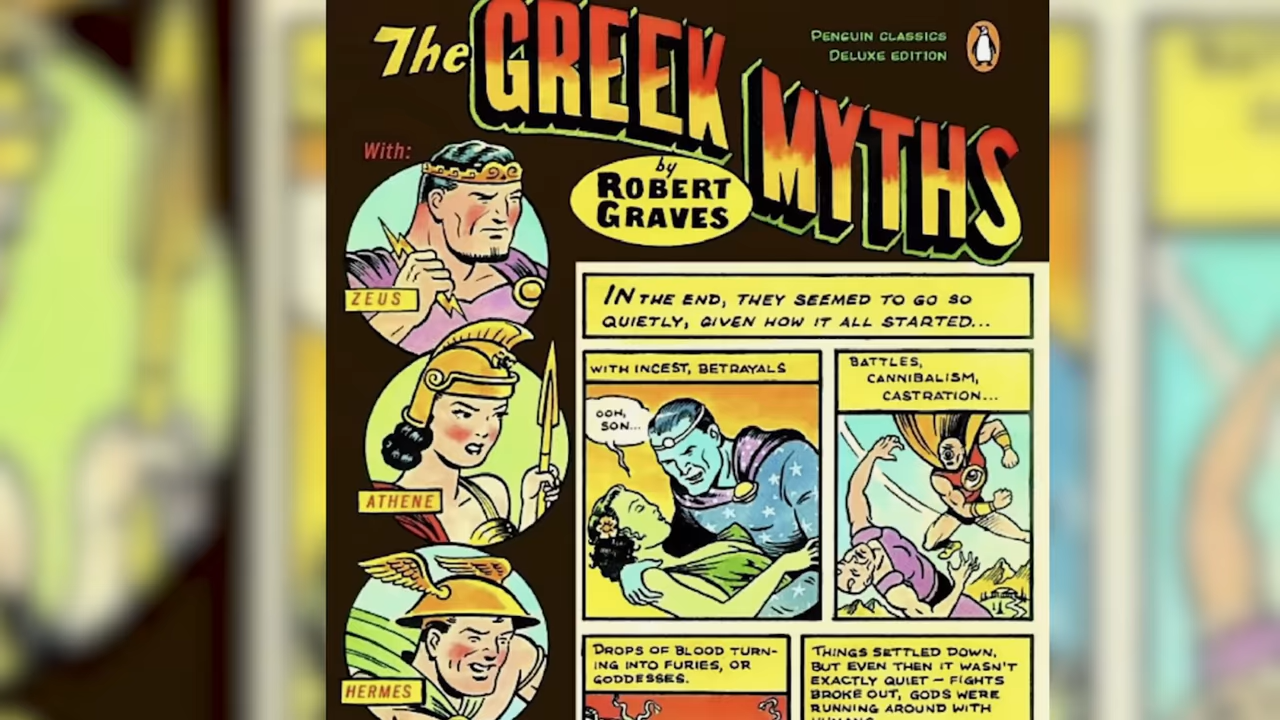 The GREEK MYTHS
PENGUIN CLASSICS
DELUXE EDITION
by
ROBERT
GRAVES
With:
ZEUS
ATHENE
HERMES
IN THE END, THEY SEEMED TO GO SO
QUIETLY, GIVEN HOW IT ALL STARTED...
WITH INCEST, BETRAYALS
OOH,
SON...
BATTLES,
CANNIBALISM,
CASTRATION...
DROPS OF BLOOD TURN-
ING INTO FURIES, OR
GODDESSES.
THINGS SETTLED DOWN,
BUT EVEN THEN IT WASN'T
EXACTLY QUIET – FIGHTS
BROKE OUT, GODS WERE
RUNNING AROUND WITH